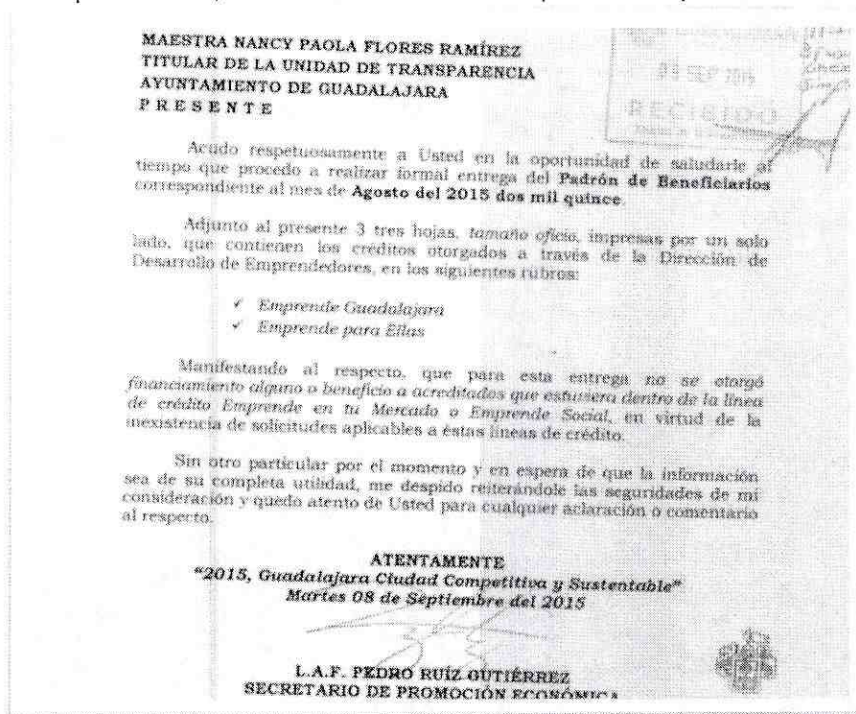 MAESTRA NANCY PAOLA FLORES RAMÍREZ
TITULAR DE LA UNIDAD DE TRANSPARENCIA
AYUNTAMIENTO DE GUADALAJARA
P R E S E N T E
SEP 2015
RECIBIDO
Acudo respetuosamente a Usted en la oportunidad de saludarle al
tiempo que procedo a realizar formal entrega del Padrón de Beneficiarios
correspondiente al mes de Agosto del 2015 dos mil quince.
Adjunto al presente 3 tres hojas, tamaño oficio, impresas por un solo
lado, que contienen los créditos otorgados a través de la Dirección de
Desarrollo de Emprendedores, en los siguientes rubros:
✓ Emprende Guadalajara
✓ Emprende para Ellas
Manifestando al respecto, que para esta entrega no se otorgó
financiamiento alguno o beneficio a acreditados que estuviera dentro de la línea
de crédito Emprende en tu Mercado o Emprende Social, en virtud de la
inexistencia de solicitudes aplicables a éstas líneas de crédito.
Sin otro particular por el momento y en espera de que la información
sea de su completa utilidad, me despido reiterándole las seguridades de mi
consideración y quedo atento de Usted para cualquier aclaración o comentario
al respecto.
ATENTAMENTE
"2015, Guadalajara Ciudad Competitiva y Sustentable"
Martes 08 de Septiembre del 2015
L.A.F. PEDRO RUÍZ GUTIÉRREZ
SECRETARIO DE PROMOCIÓN ECONÓMICA